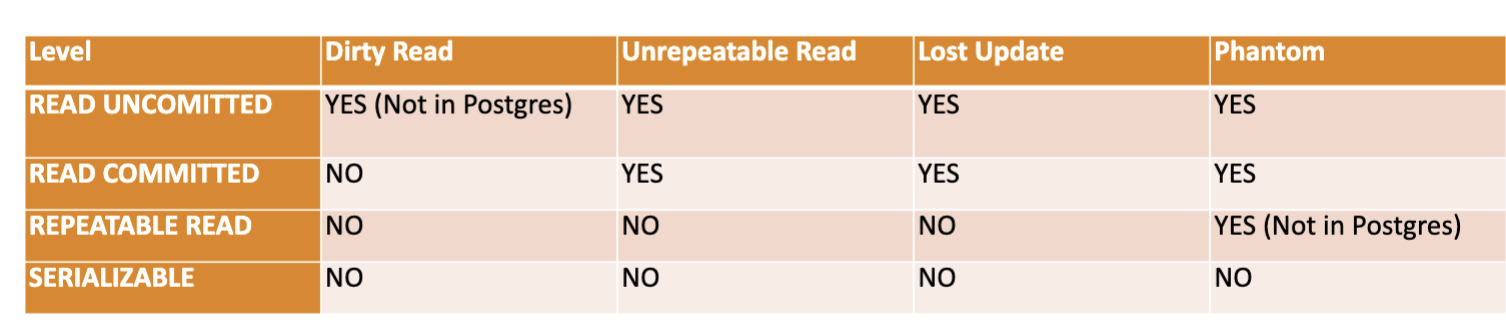 Level Dirty Read Unrepeatable Read Lost Update Phantom
READ UNCOMITTED YES (Not in Postgres) YES YES YES
READ COMMITTED NO YES YES YES
REPEATABLE READ NO NO NO YES (Not in Postgres)
SERIALIZABLE NO NO NO NO